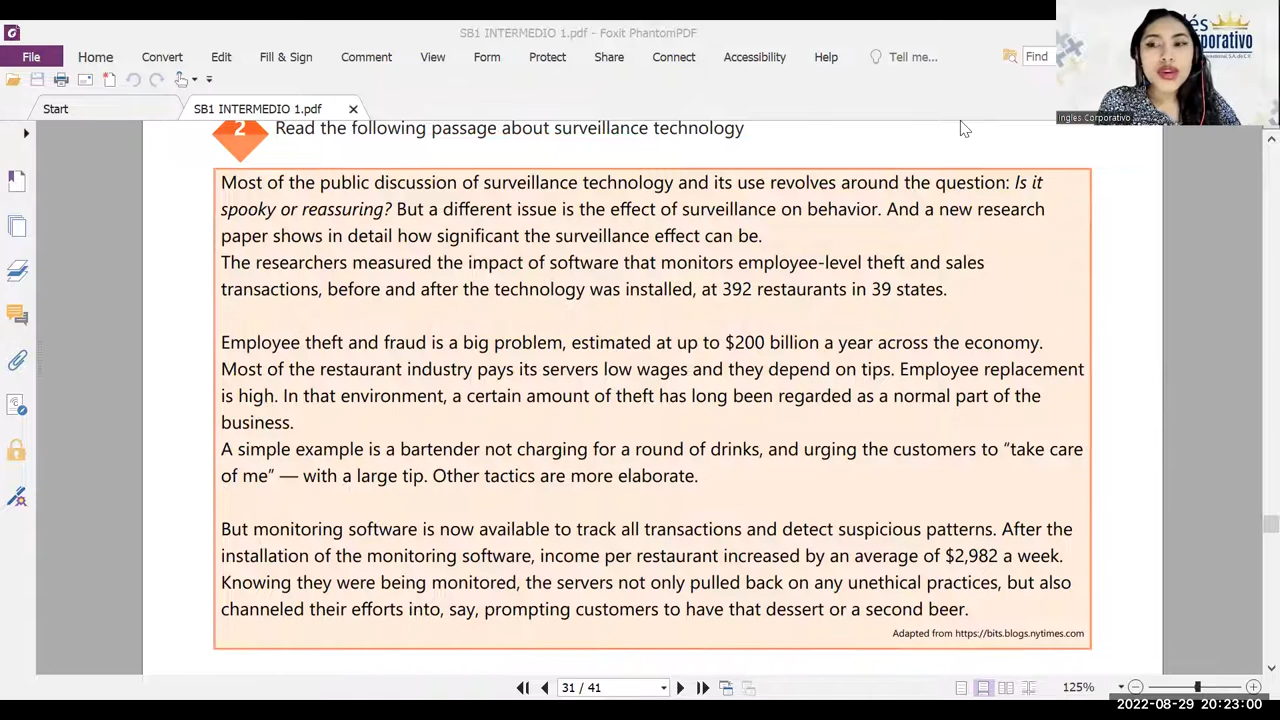 SB1 INTERMEDIO 1.pdf - Foxit PhantomPDF
File Home Convert Edit Fill & Sign Comment View Form Protect Share Connect Accessibility Help Tell me... Find
Start SB1 INTERMEDIO 1.pdf
2 Read the following passage about surveillance technology
Most of the public discussion of surveillance technology and its use revolves around the question: Is it
spooky or reassuring? But a different issue is the effect of surveillance on behavior. And a new research
paper shows in detail how significant the surveillance effect can be.
The researchers measured the impact of software that monitors employee-level theft and sales
transactions, before and after the technology was installed, at 392 restaurants in 39 states.
Employee theft and fraud is a big problem, estimated at up to $200 billion a year across the economy.
Most of the restaurant industry pays its servers low wages and they depend on tips. Employee replacement
is high. In that environment, a certain amount of theft has long been regarded as a normal part of the
business.
A simple example is a bartender not charging for a round of drinks, and urging the customers to “take care
of me” — with a large tip. Other tactics are more elaborate.
But monitoring software is now available to track all transactions and detect suspicious patterns. After the
installation of the monitoring software, income per restaurant increased by an average of $2,982 a week.
Knowing they were being monitored, the servers not only pulled back on any unethical practices, but also
channeled their efforts into, say, prompting customers to have that dessert or a second beer.
Adapted from https://bits.blogs.nytimes.com
31 / 41
125%
Ingles Corporativo
2022-08-29 20:23:00